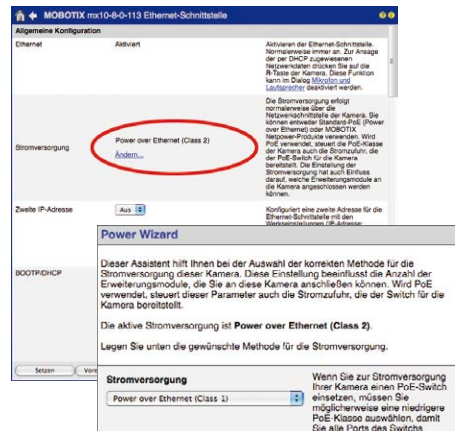 MOBOTIX mx10-8-0-113 Ethernet-Schnittstelle
Allgemeine Konfiguration
Ethernet
Aktiviert
Aktivieren der Ethernet-Schnittstelle.
Normalerweise immer an. Zur Ansage
der per DHCP zugewiesenen
Netzwerkdaten drücken Sie auf die
R-Taste der Kamera. Diese Funktion
kann im Dialog Mikrofon und
Lautsprecher deaktiviert werden.
Stromversorgung
Power over Ethernet (Class 2)
Ändern...
Die Stromversorgung erfolgt
normalerweise über die
Netzwerkschnittstelle der Kamera. Sie
können entweder Standard-PoE (Power
over Ethernet) oder MOBOTIX
Netpower-Produkte verwenden. Wird
PoE verwendet, steuert die PoE-Klasse
der Kamera auch die Stromzufuhr, die
der PoE-Switch für die Kamera
bereitstellt. Die Einstellung der
Stromversorgung hat auch Einfluss
darauf, welche Erweiterungsmodule an
die Kamera angeschlossen werden
können.
Zweite IP-Adresse
Aus
Konfiguriert eine zweite Adresse für die
Ethernet-Schnittstelle mit den
Werkseinstellungen (IP-Adresse:
BOOTP/DHCP
Setzen
Vore
Power Wizard
Dieser Assistent hilft Ihnen bei der Auswahl der korrekten Methode für die
Stromversorgung dieser Kamera. Diese Einstellung beeinflusst die Anzahl der
Erweiterungsmodule, die Sie an diese Kamera anschließen können. Wird PoE
verwendet, steuert dieser Parameter auch die Stromzufuhr, die der Switch für die
Kamera bereitstellt.
Die aktive Stromversorgung ist Power over Ethernet (Class 2).
Legen Sie unten die gewünschte Methode für die Stromversorgung.
Stromversorgung
Power over Ethernet (Class 1)
Wenn Sie zur Stromversorgung
Ihrer Kamera einen PoE-Switch
einsetzen, müssen Sie
möglicherweise eine niedrigere
PoE-Klasse auswählen, damit
Sie alle Ports des Switchs